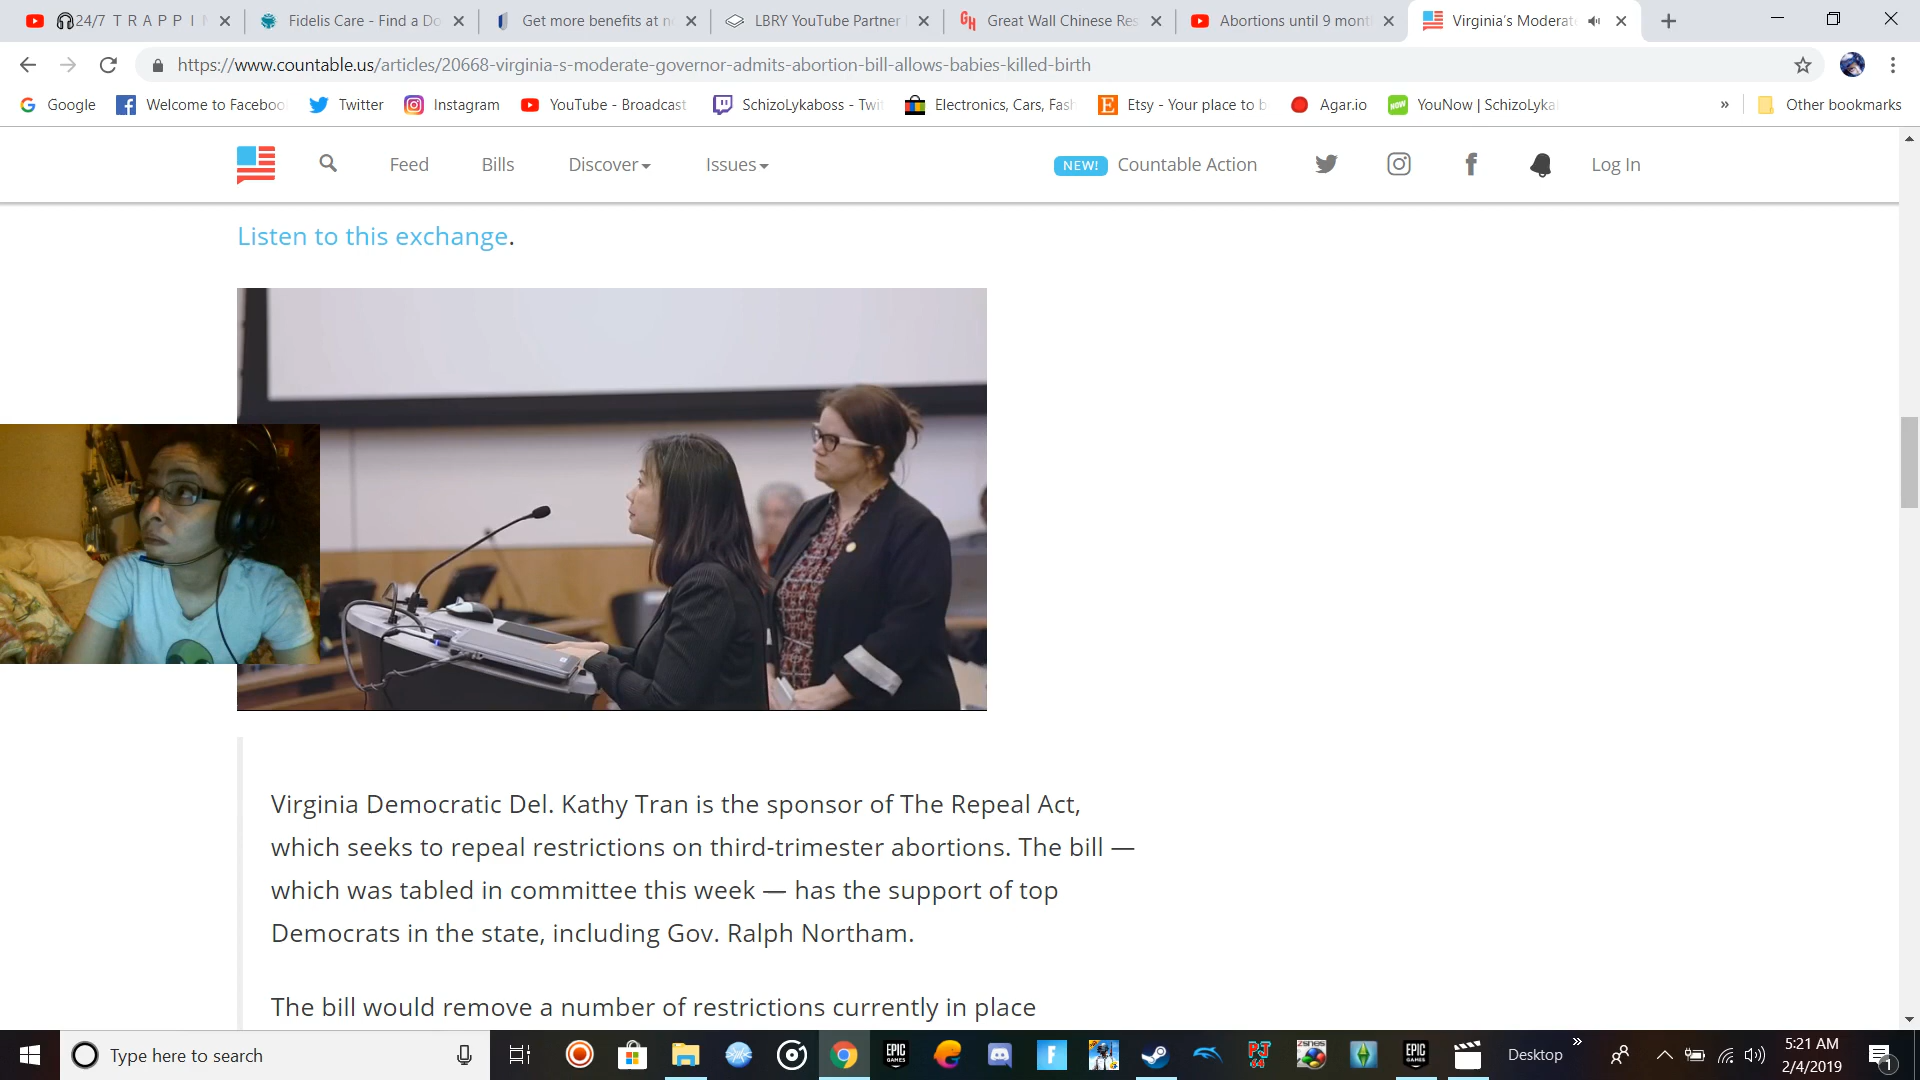 24/7 T R A P P I
Fidelis Care - Find a Do
Get more benefits at n
LBRY YouTube Partner
Great Wall Chinese Res
Abortions until 9 mont
Virginia's Moderat
https://www.countable.us/articles/20668-virginia-s-moderate-governor-admits-abortion-bill-allows-babies-killed-birth
Google
Welcome to Faceboo
Twitter
Instagram
YouTube - Broadcast
SchizoLykaboss - Twit
Electronics, Cars, Fash
Etsy - Your place to b
Agar.io
YouNow | SchizoLyka
Other bookmarks
Feed
Bills
Discover
Issues
NEW!
Countable Action
Log In
Listen to this exchange.
Virginia Democratic Del. Kathy Tran is the sponsor of The Repeal Act,
which seeks to repeal restrictions on third-trimester abortions. The bill —
which was tabled in committee this week — has the support of top
Democrats in the state, including Gov. Ralph Northam.
The bill would remove a number of restrictions currently in place
Type here to search
Desktop
5:21 AM
2/4/2019
1